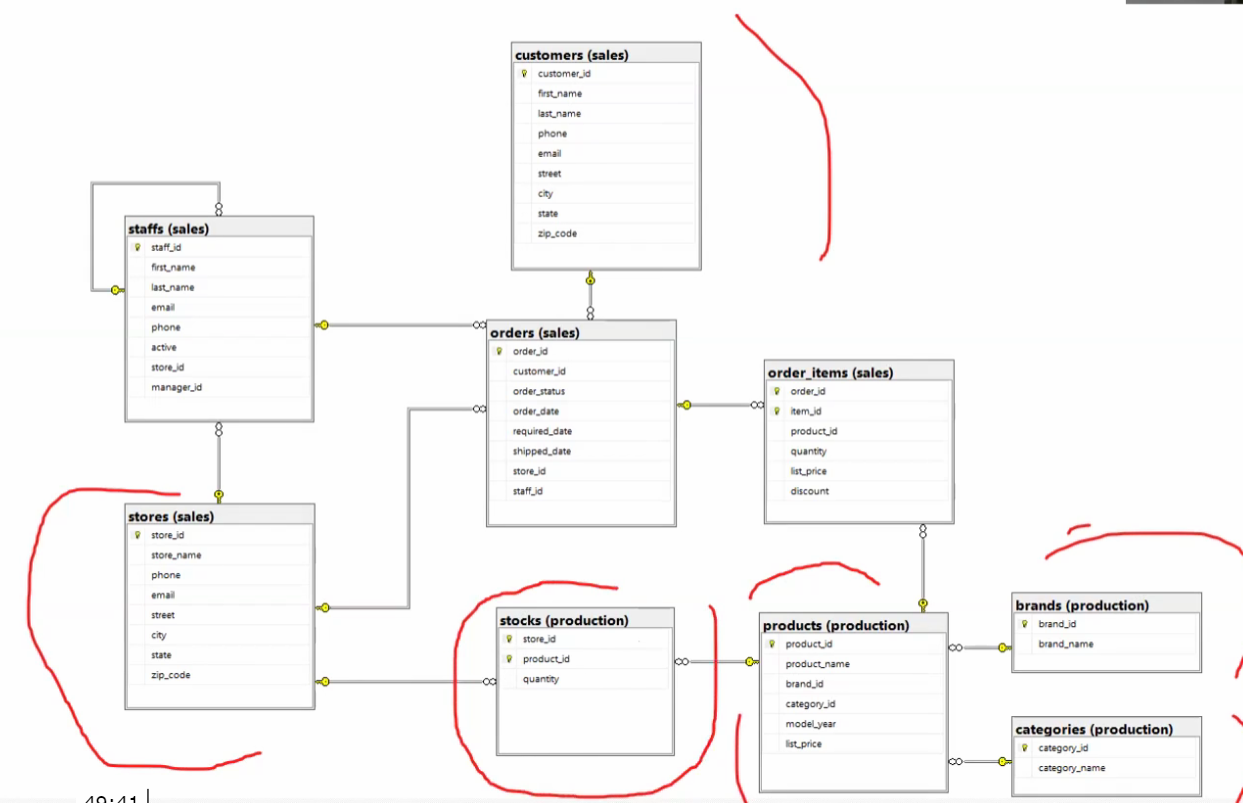 customers (sales)
customer_id
first_name
last_name
phone
email
street
city
state
zip_code
staffs (sales)
staff_id
first_name
last_name
email
phone
active
store_id
manager_id
orders (sales)
order_id
customer_id
order_status
order_date
required_date
shipped_date
store_id
staff_id
order_items (sales)
order_id
item_id
product_id
quantity
list_price
discount
stores (sales)
store_id
store_name
phone
email
street
city
state
zip_code
stocks (production)
store_id
product_id
quantity
products (production)
product_id
product_name
brand_id
category_id
model_year
list_price
brands (production)
brand_id
brand_name
categories (production)
category_id
category_name